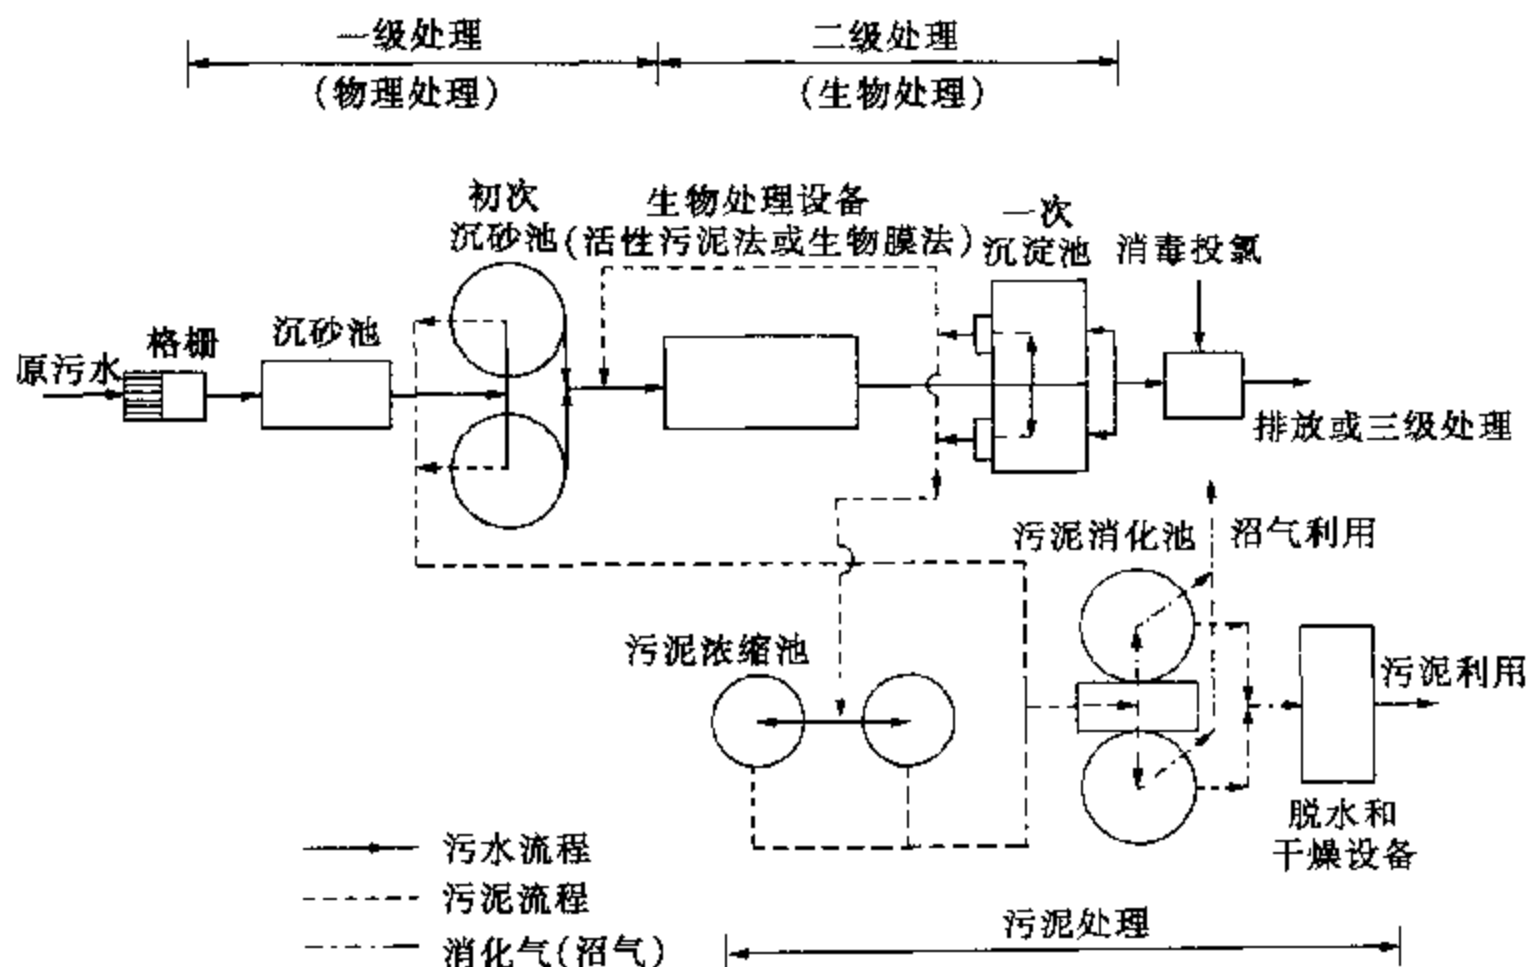 一级处理
(物理处理)
二级处理
(生物处理)
初次
沉砂池
生物处理设备
(活性污泥法或生物膜法)
一次
沉淀池
消毒投氯
格栅
沉砂池
原污水
排放或三级处理
污泥消化池
沼气利用
污泥浓缩池
污泥利用
脱水和
干燥设备
污水流程
污泥流程
消化气(沼气)
污泥处理